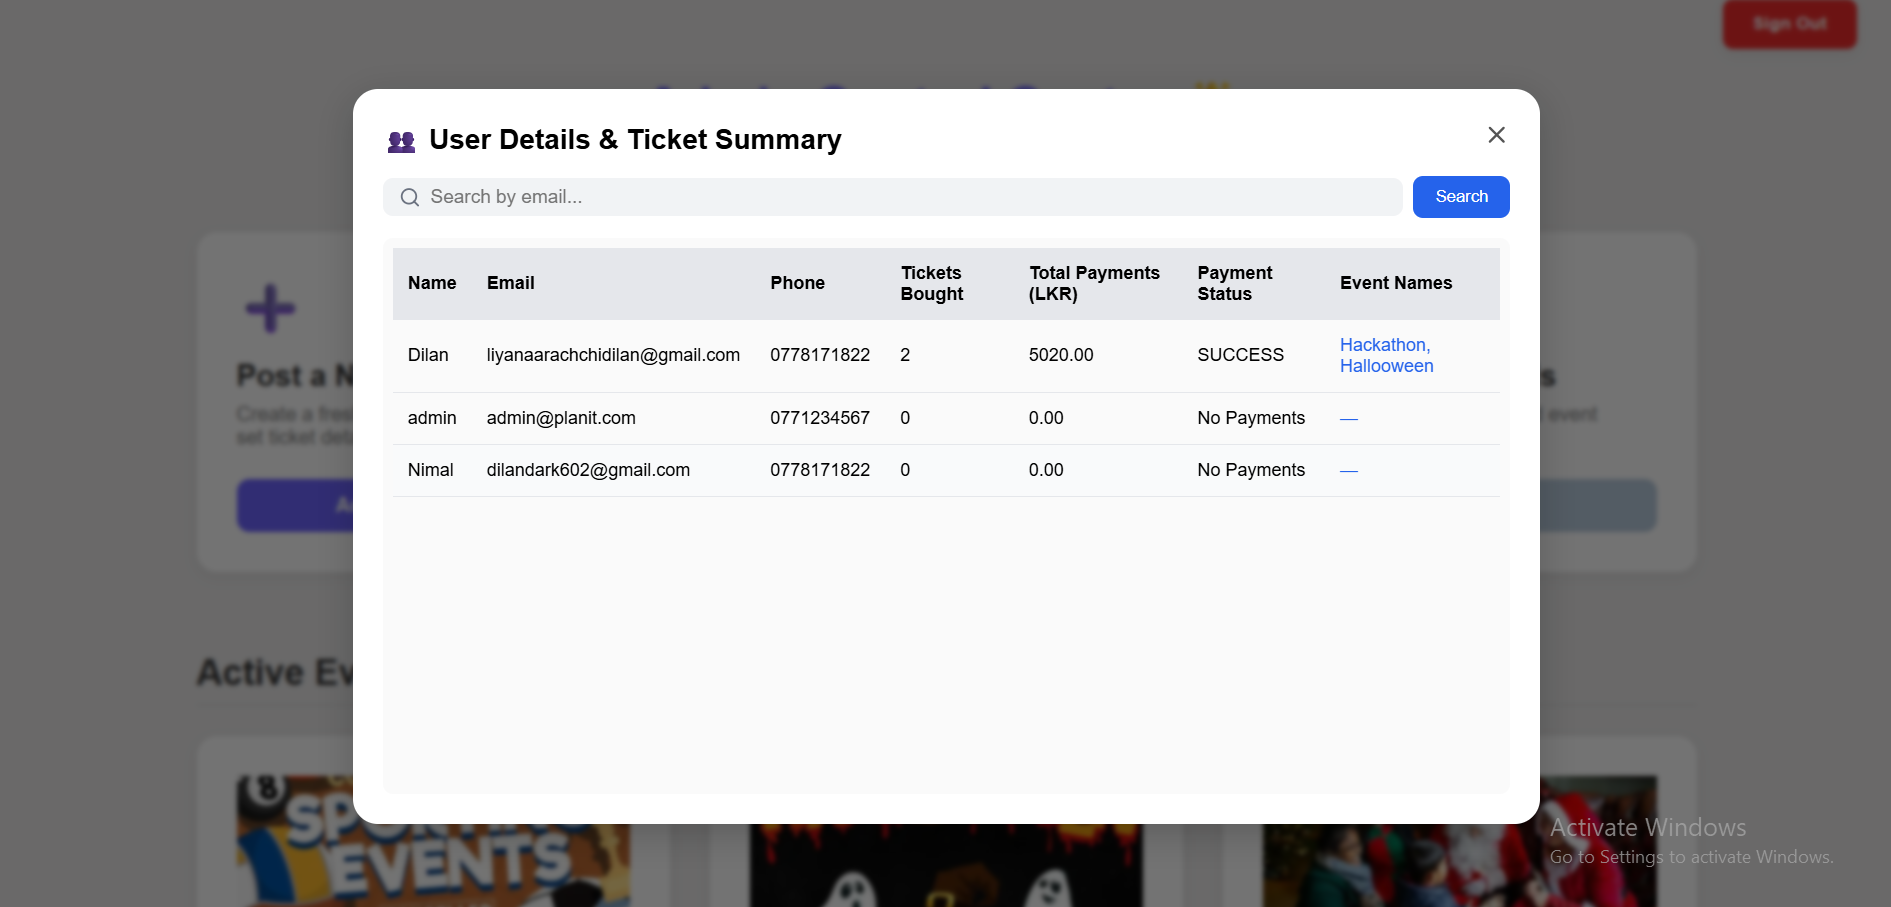 Sign Out
User Details & Ticket Summary
Search by email...
Search
Name Email Phone Tickets Bought Total Payments (LKR) Payment Status Event Names
Dilan liyanaarachchidilan@gmail.com 0778171822 2 5020.00 SUCCESS Hackathon, Hallooween
admin admin@planit.com 0771234567 0 0.00 No Payments —
Nimal dilandark602@gmail.com 0778171822 0 0.00 No Payments —
Post a N
Create a fres
set ticket deta
s
event
Active Ev
8
SPORTING
EVENTS
Activate Windows
Go to Settings to activate Windows.